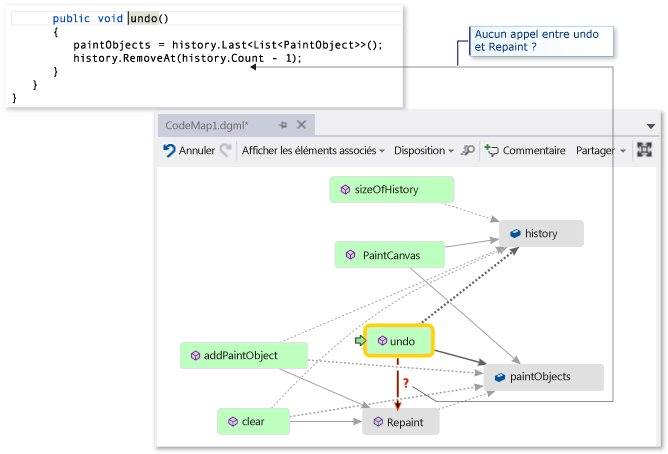 public void undo()
{
paintObjects = history.Last<List<PaintObject>>();
history.RemoveAt(history.Count - 1);
}
}
}
Aucun appel entre undo
et Repaint ?
CodeMap1.dgml*
Annuler Afficher les éléments associés Disposition Commentaire Partager
sizeOfHistory
history
PaintCanvas
undo
addPaintObject
paintObjects
?
clear
Repaint